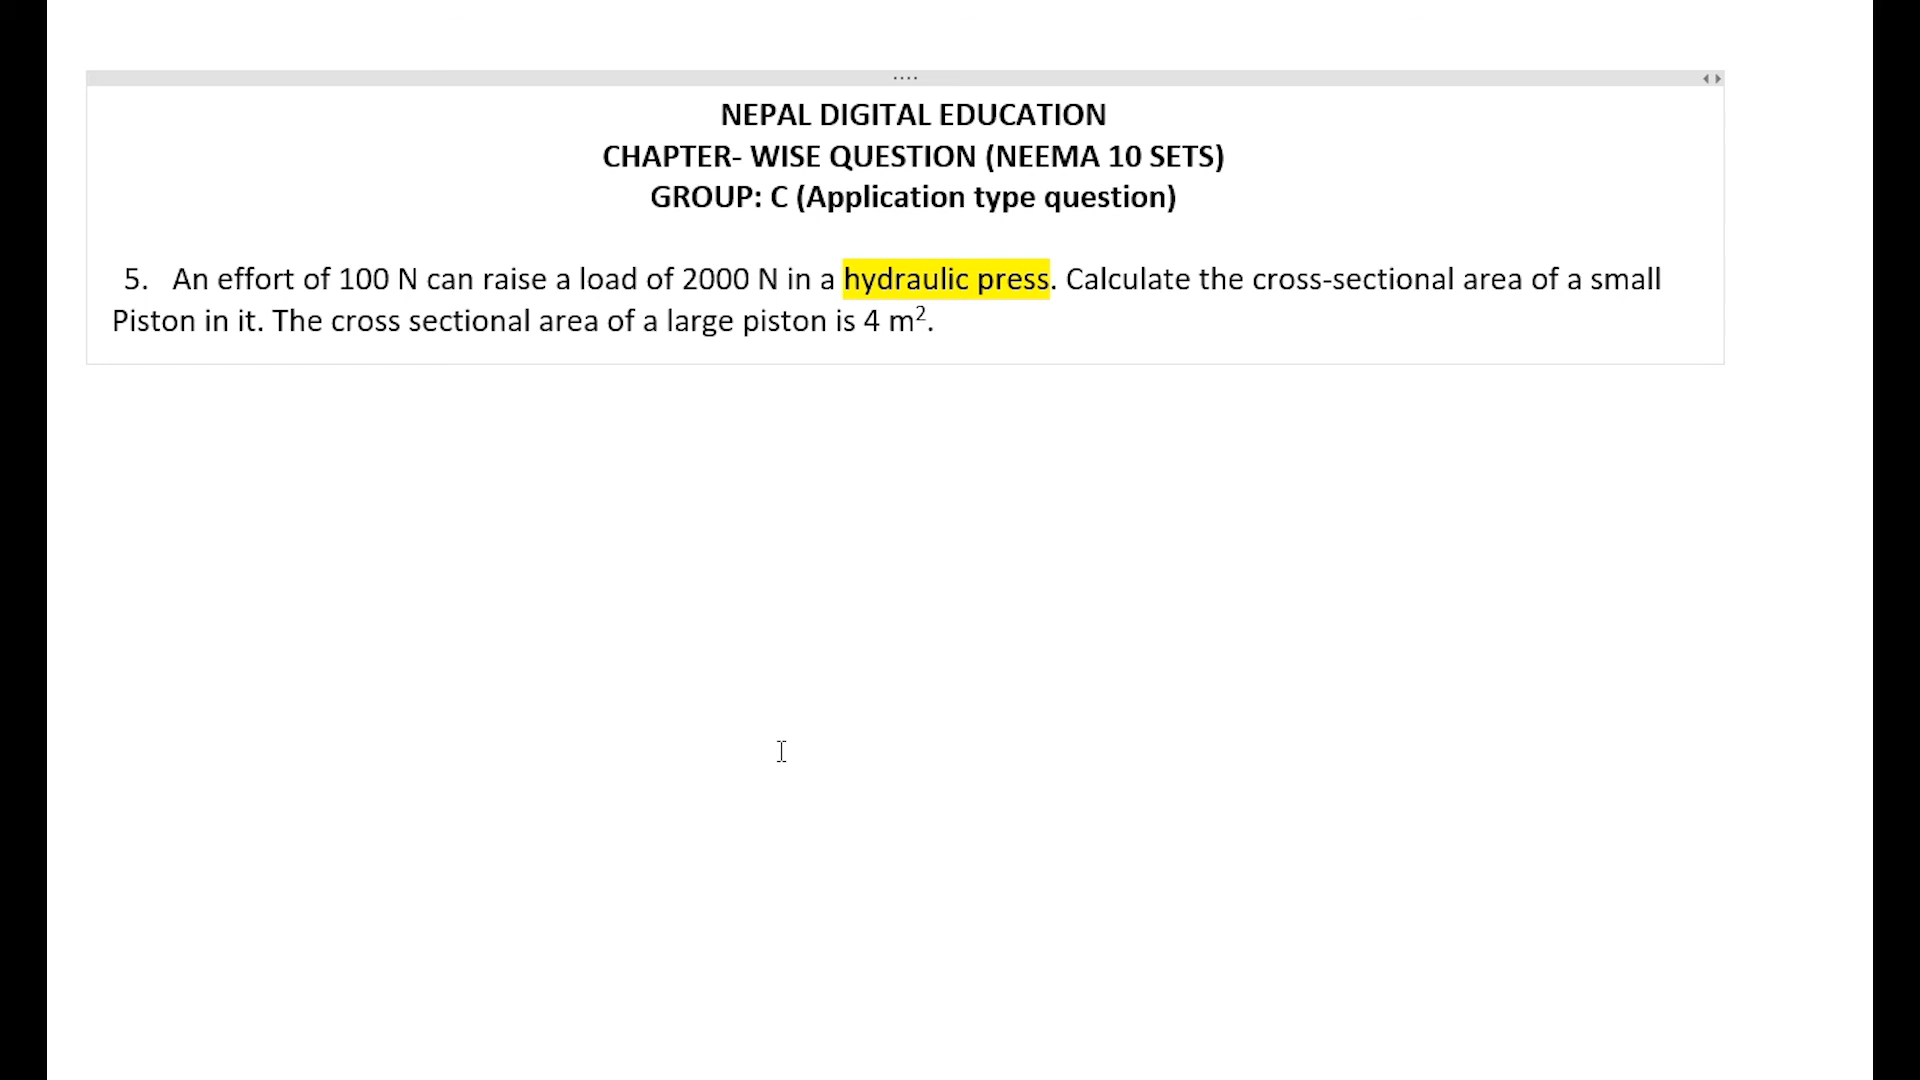 NEPAL DIGITAL EDUCATION
CHAPTER- WISE QUESTION (NEEMA 10 SETS)
GROUP: C (Application type question)
5. An effort of 100 N can raise a load of 2000 N in a hydraulic press. Calculate the cross-sectional area of a small
Piston in it. The cross sectional area of a large piston is 4 m².